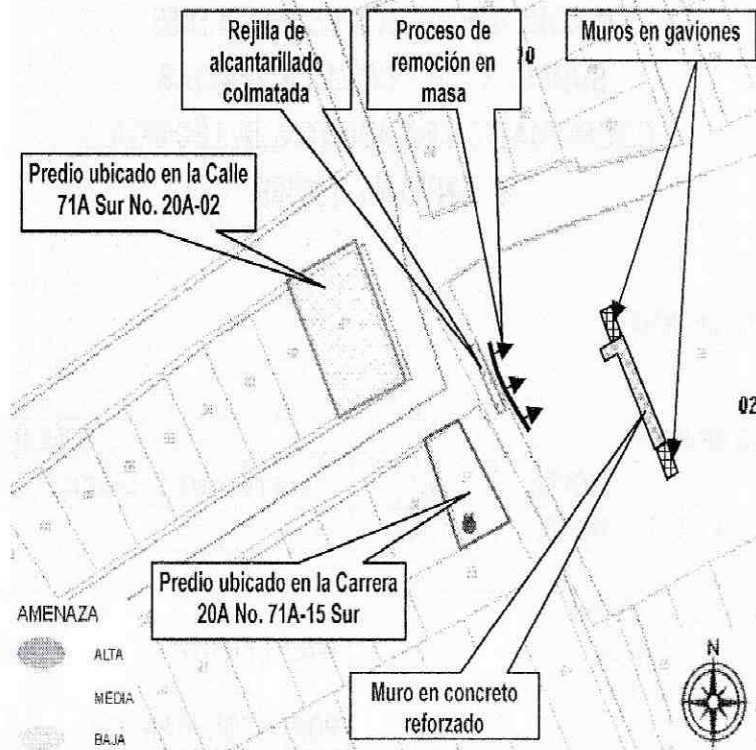 Rejilla de
alcantarillado
colmatada
Proceso de
remoción en
masa
70
Muros en gaviones
Predio ubicado en la Calle
71A Sur No. 20A-02
02
Predio ubicado en la Carrera
20A No. 71A-15 Sur
Muro en concreto
reforzado
AMENAZA
ALTA
MEDIA
BAJA
N